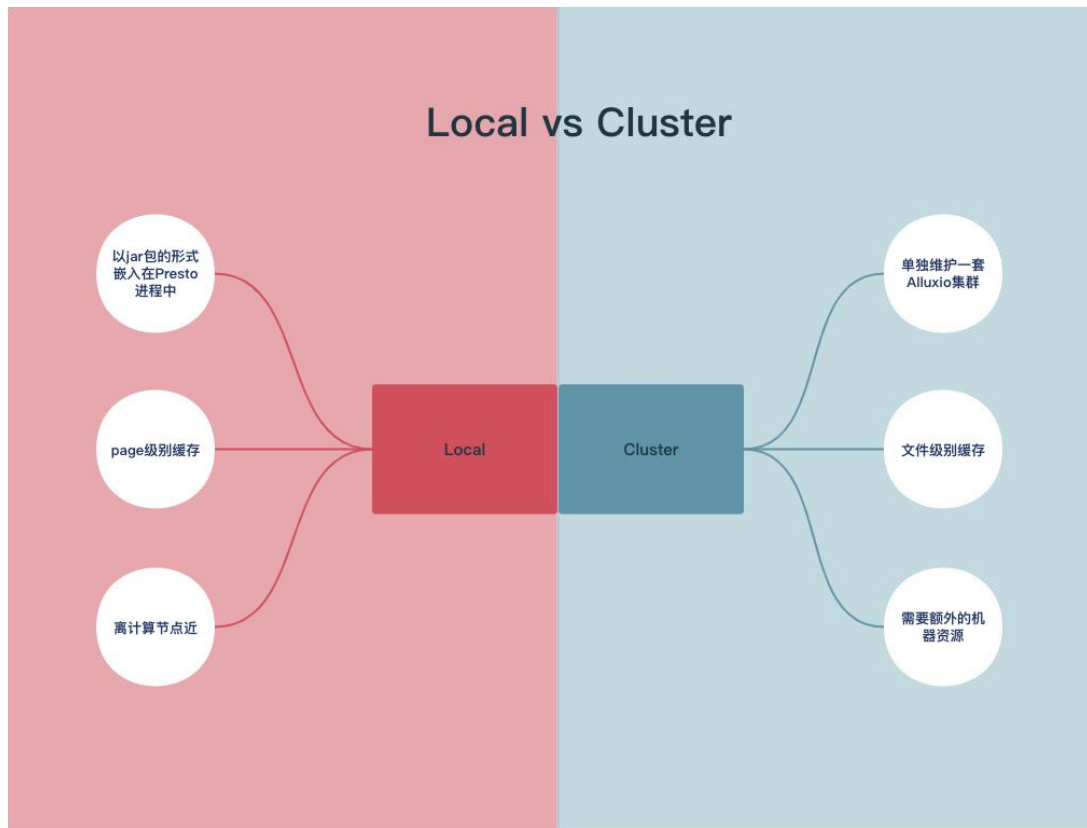 Local vs Cluster
以jar包的形式
嵌入在Presto
进程中
page级别缓存
离计算节点近
Local
Cluster
单独维护一套
Alluxio集群
文件级别缓存
需要额外的机
器资源